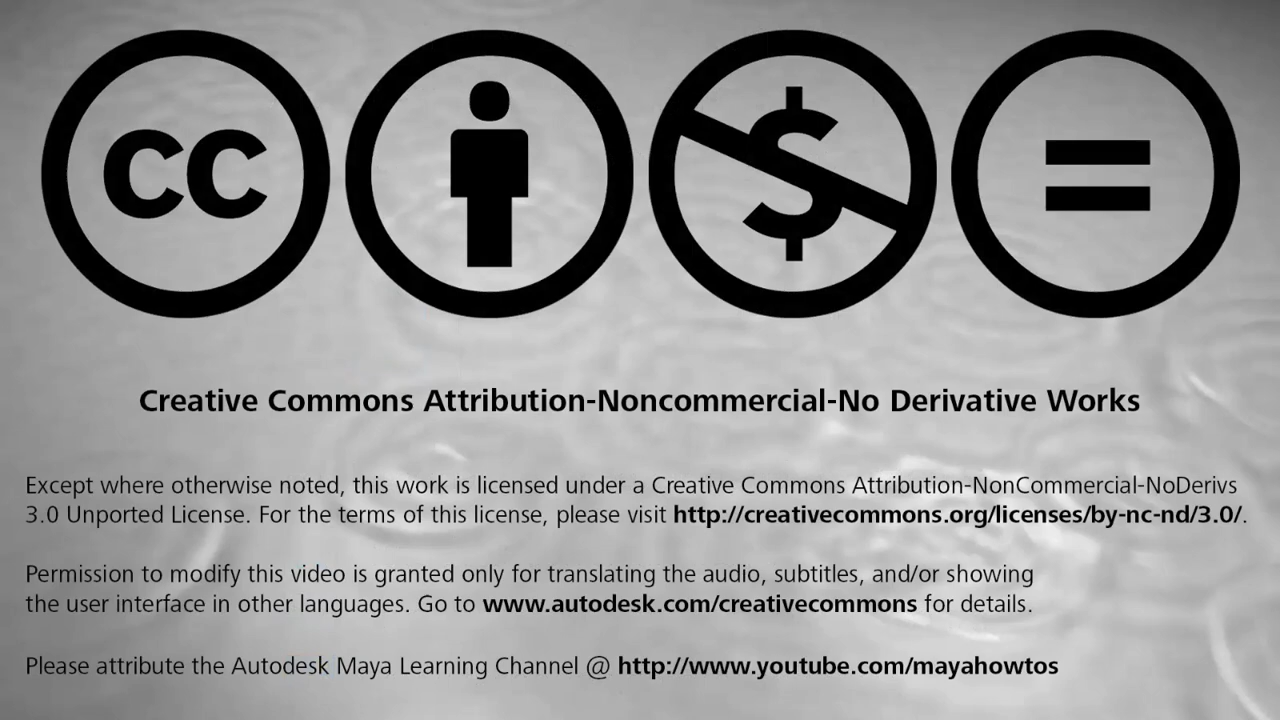 cc
$
=
Creative Commons Attribution-Noncommercial-No Derivative Works
Except where otherwise noted, this work is licensed under a Creative Commons Attribution-NonCommercial-NoDerivs
3.0 Unported License. For the terms of this license, please visit http://creativecommons.org/licenses/by-nc-nd/3.0/.
Permission to modify this video is granted only for translating the audio, subtitles, and/or showing
the user interface in other languages. Go to www.autodesk.com/creativecommons for details.
Please attribute the Autodesk Maya Learning Channel @ http://www.youtube.com/mayahowtos